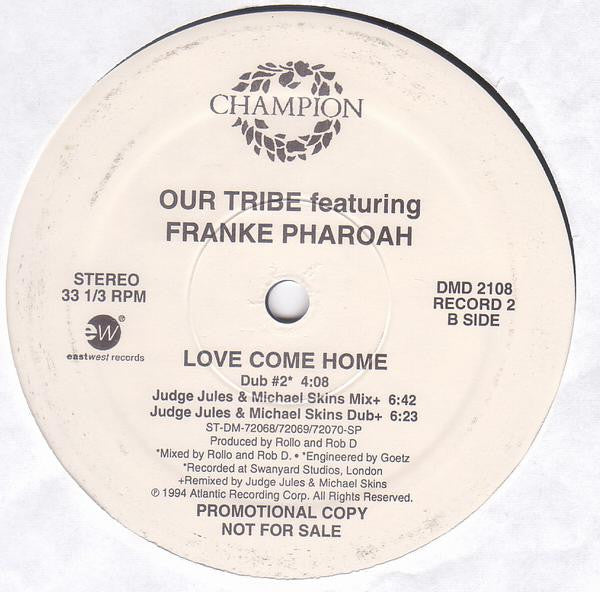 CHAMPION
OUR TRIBE featuring
FRANKE PHAROAH
STEREO
33 1/3 RPM
ew®
eastwest records
DMD 2108
RECORD 2
B SIDE
LOVE COME HOME
Dub #2* 4:08
Judge Jules & Michael Skins Mix+ 6:42
Judge Jules & Michael Skins Dub+ 6:23
ST-DM-72068/72069/72070-SP
Produced by Rollo and Rob D
*Mixed by Rollo and Rob D. • *Engineered by Goetz
*Recorded at Swanyard Studios, London
+Remixed by Judge Jules & Michael Skins
℗ 1994 Atlantic Recording Corp. All Rights Reserved.
PROMOTIONAL COPY
NOT FOR SALE